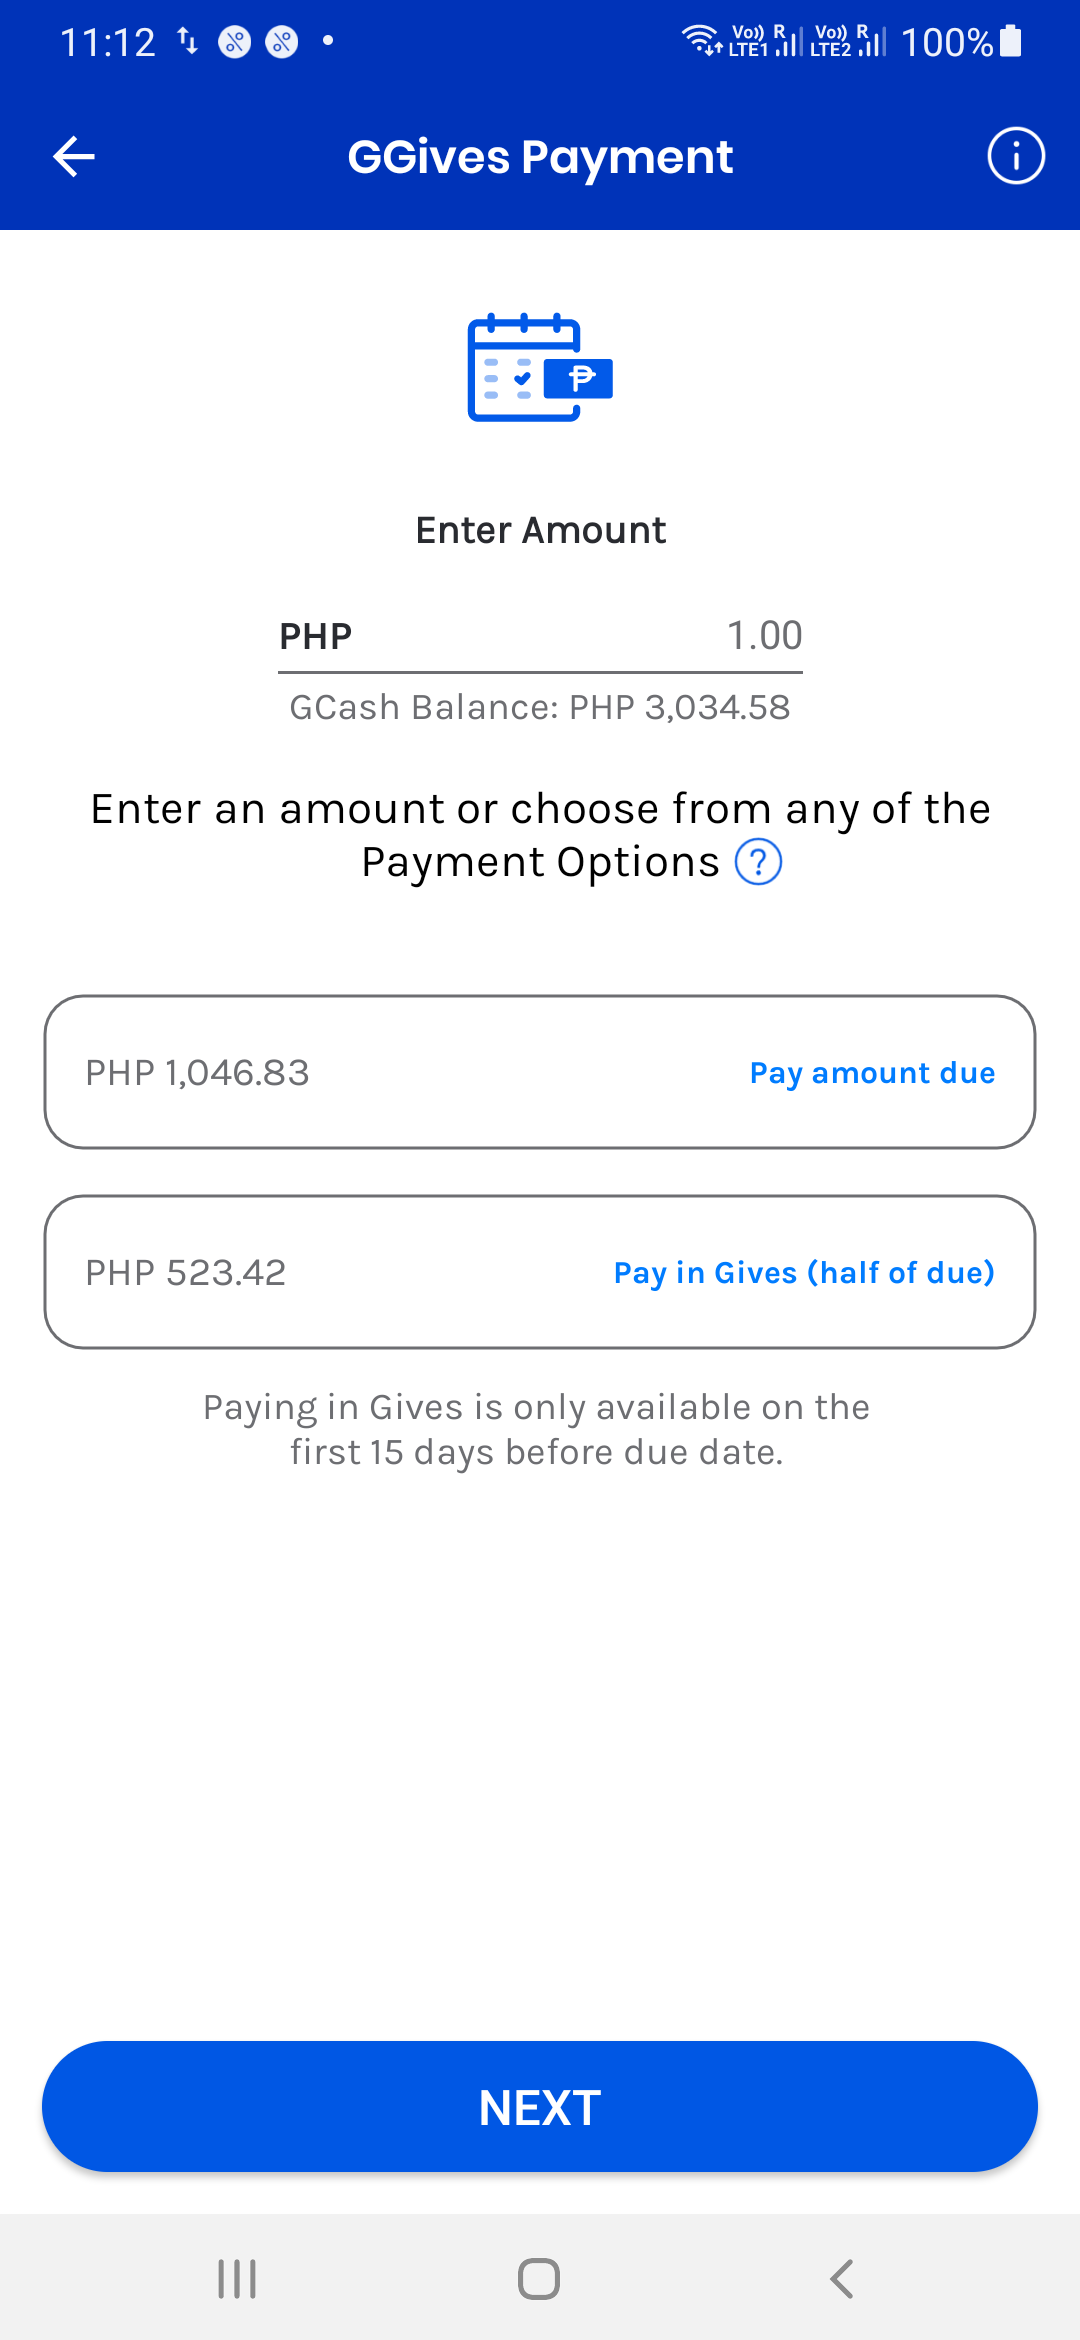 11:12 Vo)) R Vo)) R 100%
LTE1 LTE2
GGives Payment
Enter Amount
PHP 1.00
GCash Balance: PHP 3,034.58
Enter an amount or choose from any of the
Payment Options ?
PHP 1,046.83 Pay amount due
PHP 523.42 Pay in Gives (half of due)
Paying in Gives is only available on the
first 15 days before due date.
NEXT